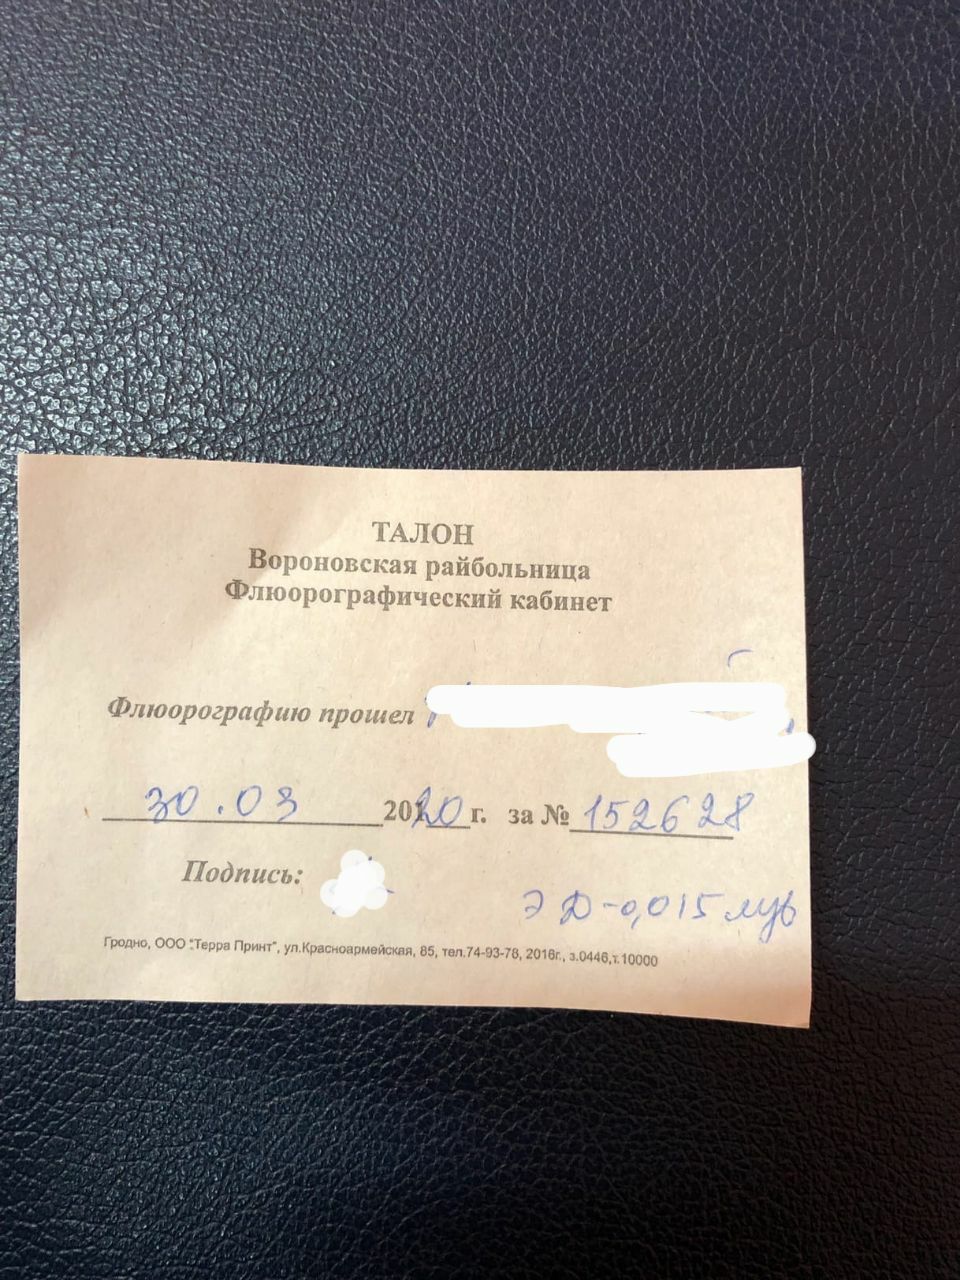 ТАЛОН
Вороновская райбольница
Флюорографический кабинет
Флюорографию прошел
30.03 2020 г. за № 152628
Подпись:
ЭД-0,015 мзв
Гродно, ООО "Терра Принт", ул.Красноармейская, 85, тел.74-93-78, 2016г., з.0446,т.10000